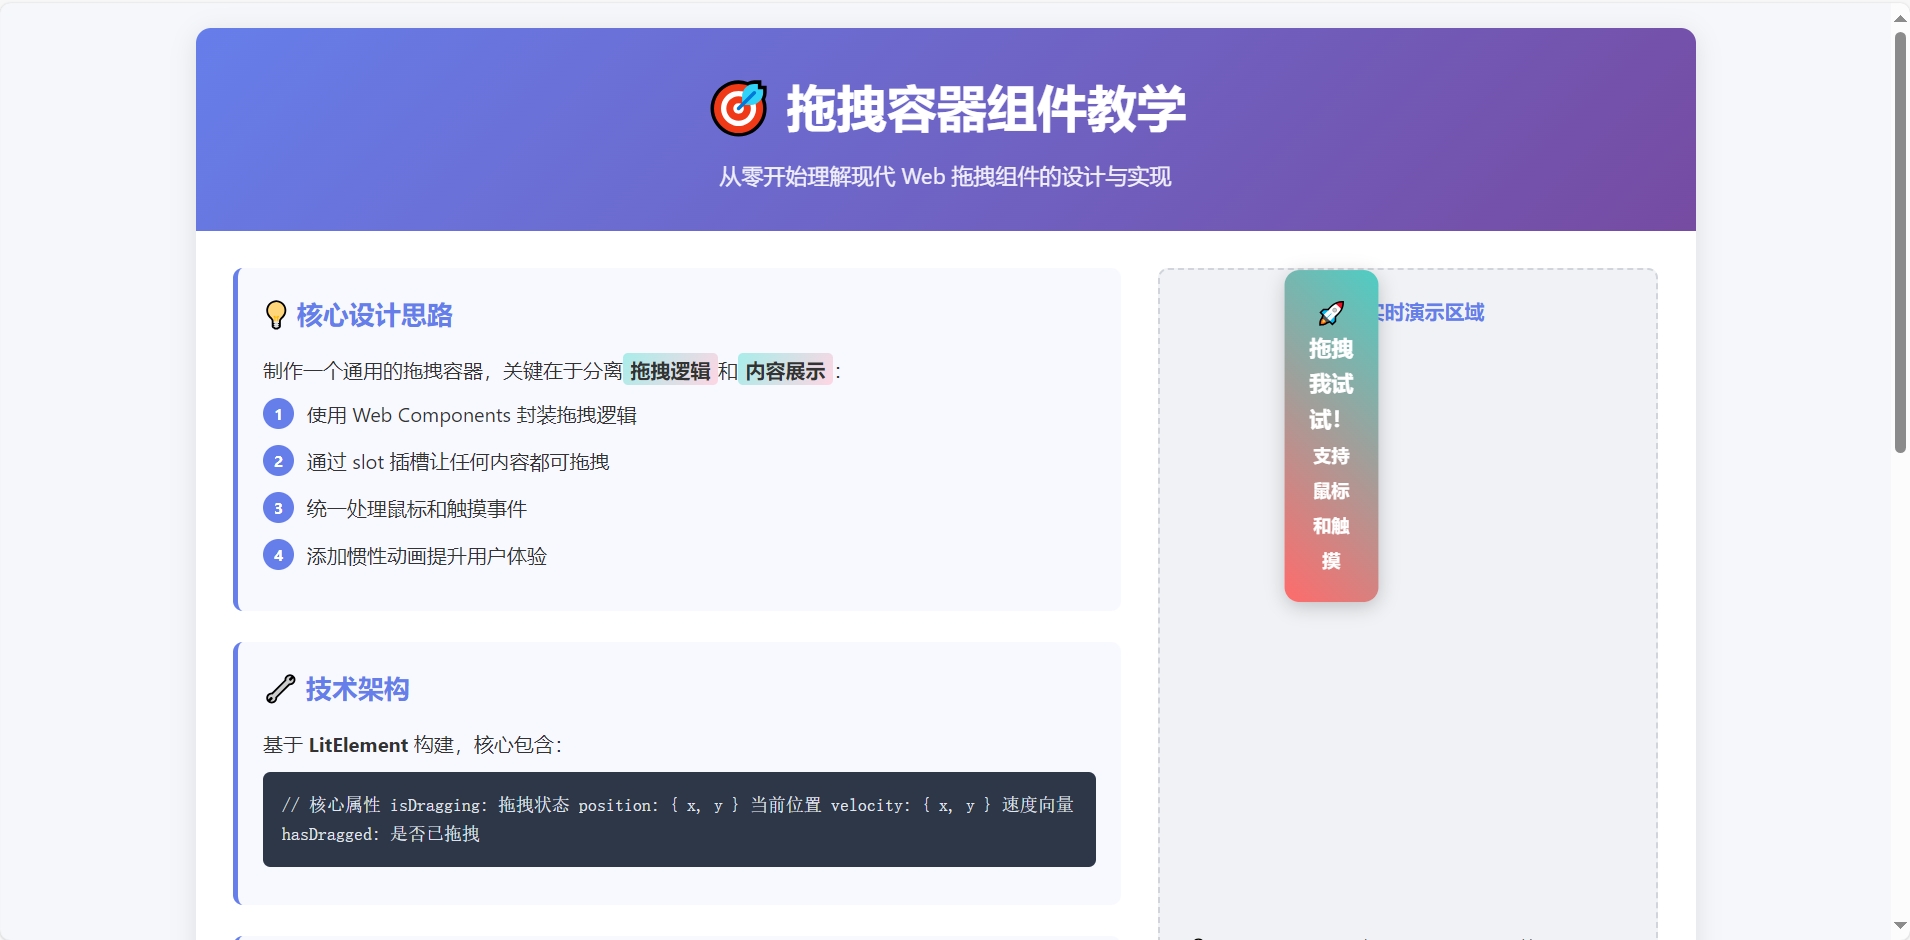 拖拽容器组件教学
从零开始理解现代 Web 拖拽组件的设计与实现
核心设计思路
制作一个通用的拖拽容器，关键在于分离 拖拽逻辑 和 内容展示：
1 使用 Web Components 封装拖拽逻辑
2 通过 slot 插槽让任何内容都可拖拽
3 统一处理鼠标和触摸事件
4 添加惯性动画提升用户体验
技术架构
基于 LitElement 构建，核心包含：
// 核心属性 isDragging: 拖拽状态 position: { x, y } 当前位置 velocity: { x, y } 速度向量
hasDragged: 是否已拖拽
时演示区域
拖拽
我试
试！
支持
鼠标
和触
摸